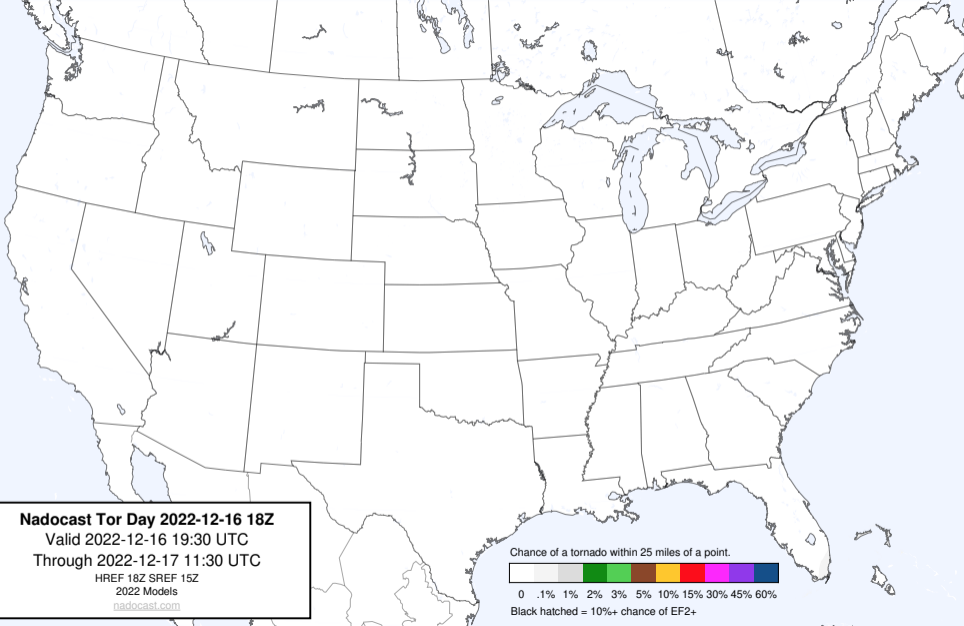 Nadocast Tor Day 2022-12-16 18Z
Valid 2022-12-16 19:30 UTC
Through 2022-12-17 11:30 UTC
HREF 18Z SREF 15Z
2022 Models
nadocast.com
Chance of a tornado within 25 miles of a point.
0 .1% 1% 2% 3% 5% 10% 15% 30% 45% 60%
Black hatched = 10%+ chance of EF2+